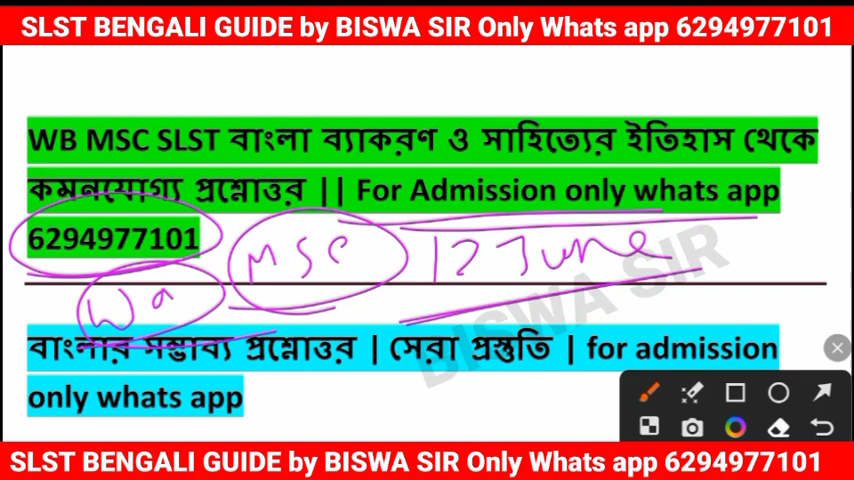 SLST BENGALI GUIDE by BISWA SIR Only Whats app 6294977101
WB MSC SLST বাংলা ব্যাকরণ ও সাহিত্যের ইতিহাস থেকে
কমনযোগ্য প্রশ্নোত্তর || For Admission only whats app
6294977101
MSC 12 June
Wa
BISWA SIR
বাংলার সম্ভাব্য প্রশ্নোত্তর | সেরা প্রস্তুতি | for admission
only whats app
SLST BENGALI GUIDE by BISWA SIR Only Whats app 6294977101